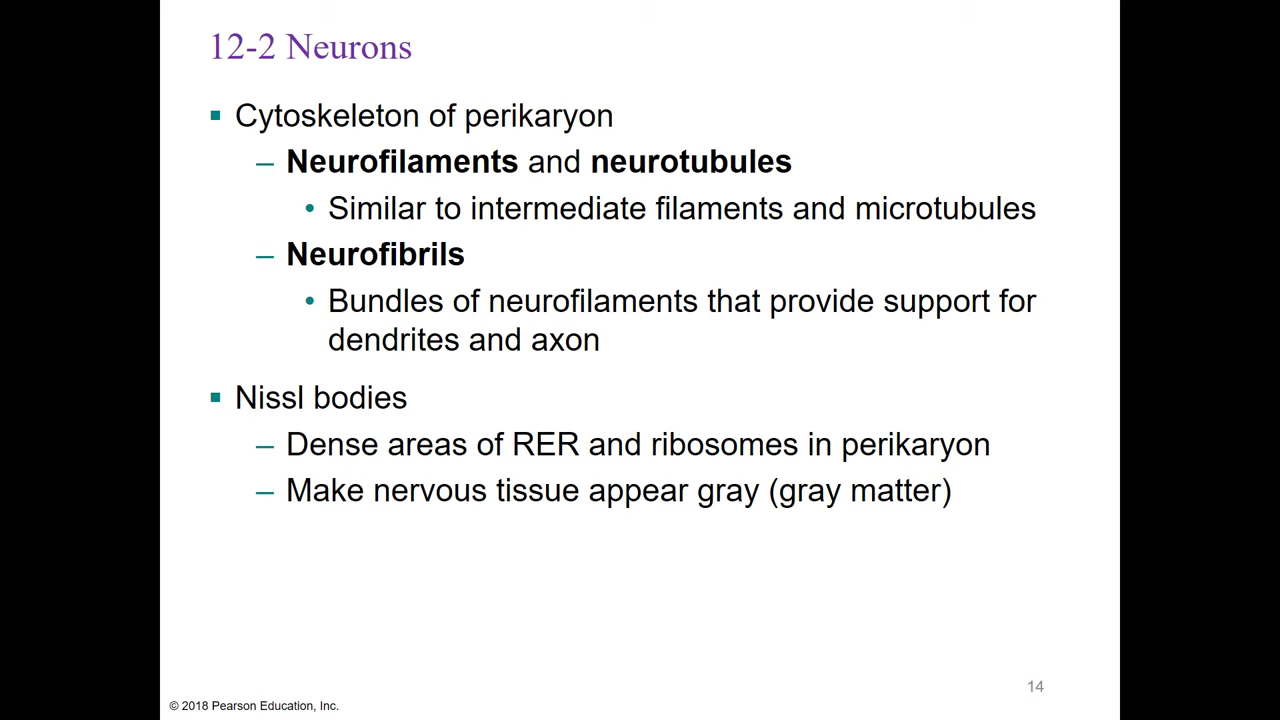 12-2 Neurons
▪ Cytoskeleton of perikaryon
– Neurofilaments and neurotubules
• Similar to intermediate filaments and microtubules
– Neurofibrils
• Bundles of neurofilaments that provide support for
dendrites and axon
▪ Nissl bodies
– Dense areas of RER and ribosomes in perikaryon
– Make nervous tissue appear gray (gray matter)
14
© 2018 Pearson Education, Inc.